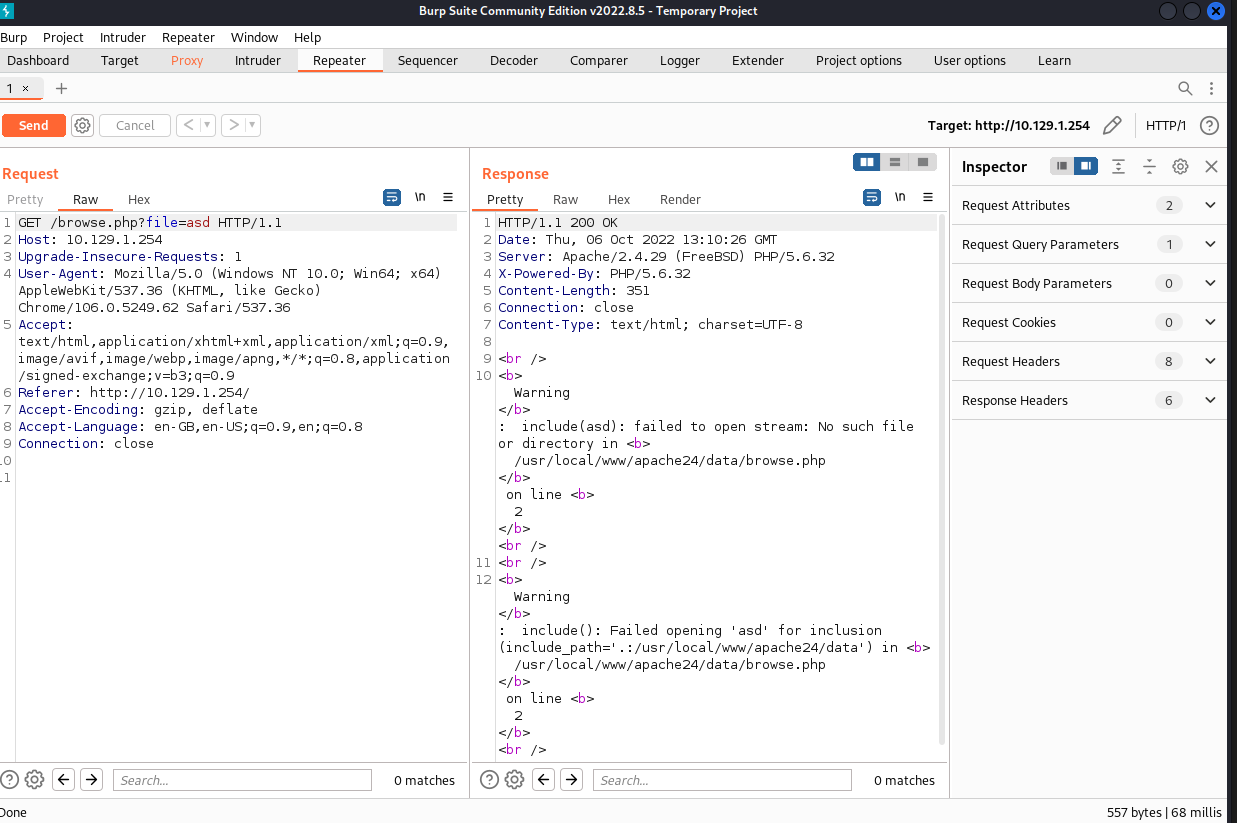 Burp Suite Community Edition v2022.8.5 - Temporary Project
Burp Project Intruder Repeater Window Help
Dashboard Target Proxy Intruder Repeater Sequencer Decoder Comparer Logger Extender Project options User options Learn
1 × +
Send Cancel < > Target: http://10.129.1.254 HTTP/1 ?
Request
Pretty Raw Hex \n
1 GET /browse.php?file=asd HTTP/1.1
2 Host: 10.129.1.254
3 Upgrade-Insecure-Requests: 1
4 User-Agent: Mozilla/5.0 (Windows NT 10.0; Win64; x64)
AppleWebKit/537.36 (KHTML, like Gecko)
Chrome/106.0.5249.62 Safari/537.36
5 Accept:
text/html,application/xhtml+xml,application/xml;q=0.9,
image/avif,image/webp,image/apng,*/*;q=0.8,application
/signed-exchange;v=b3;q=0.9
6 Referer: http://10.129.1.254/
7 Accept-Encoding: gzip, deflate
8 Accept-Language: en-GB,en-US;q=0.9,en;q=0.8
9 Connection: close
10
11
? Search... 0 matches
Response
Pretty Raw Hex Render \n
1 HTTP/1.1 200 OK
2 Date: Thu, 06 Oct 2022 13:10:26 GMT
3 Server: Apache/2.4.29 (FreeBSD) PHP/5.6.32
4 X-Powered-By: PHP/5.6.32
5 Content-Length: 351
6 Connection: close
7 Content-Type: text/html; charset=UTF-8
8
9 <br />
10 <b>
Warning
</b>
: include(asd): failed to open stream: No such file
or directory in <b>
/usr/local/www/apache24/data/browse.php
</b>
on line <b>
2
</b>
<br />
11 <br />
12 <b>
Warning
</b>
: include(): Failed opening 'asd' for inclusion
(include_path='.:/usr/local/www/apache24/data') in <b>
/usr/local/www/apache24/data/browse.php
</b>
on line <b>
2
</b>
<br />
? Search... 0 matches
Inspector
Request Attributes 2
Request Query Parameters 1
Request Body Parameters 0
Request Cookies 0
Request Headers 8
Response Headers 6
Done 557 bytes | 68 millis